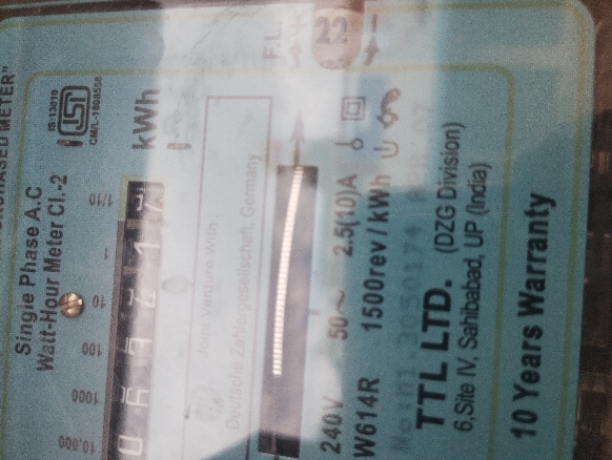 Single Phase A.C
Watt-Hour Meter Cl.-2
IS:13010
CM/L-1808558
10,000 1000 100 10 1 1/10
kWh
F.L.
22
Joint Venture With :
Deutsche Zahlergesellschaft, Germany
240V 50~ 2.5(10)A
W614R 1500rev / kWh
TTL LTD. (DZG Division)
6,Site IV, Sahibabad, UP (India)
10 Years Warranty